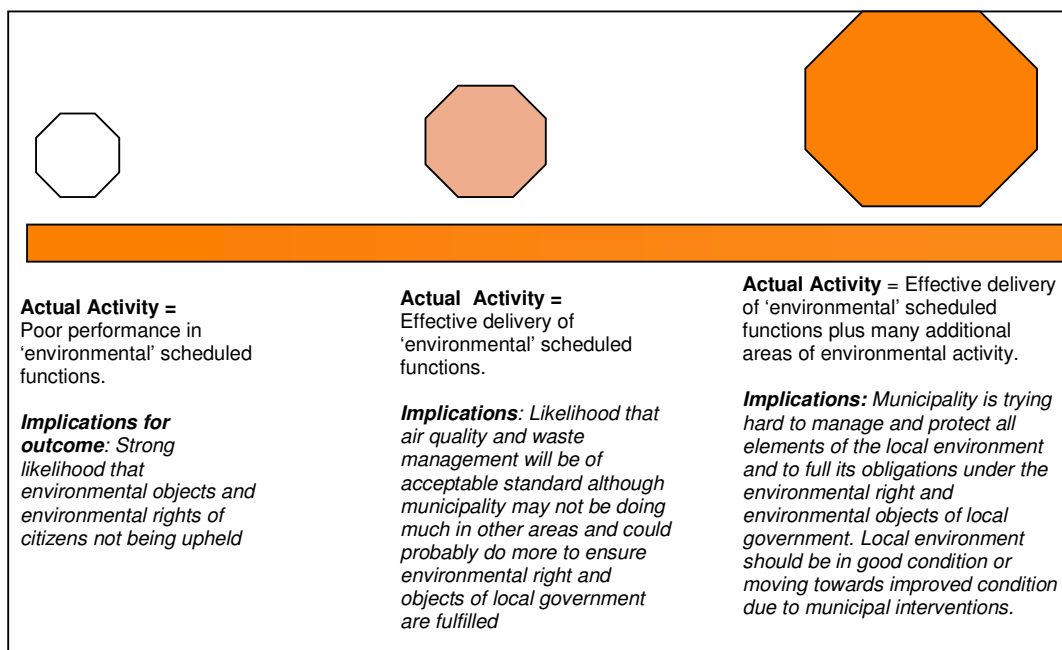 Actual Activity =
Poor performance in
‘environmental’ scheduled
functions.
Implications for
outcome: Strong
likelihood that
environmental objects and
environmental rights of
citizens not being upheld
Actual Activity =
Effective delivery of
‘environmental’ scheduled
functions.
Implications: Likelihood that
air quality and waste
management will be of
acceptable standard although
municipality may not be doing
much in other areas and could
probably do more to ensure
environmental right and
objects of local government
are fulfilled
Actual Activity = Effective delivery
of ‘environmental’ scheduled
functions plus many additional
areas of environmental activity.
Implications: Municipality is trying
hard to manage and protect all
elements of the local environment
and to full its obligations under the
environmental right and
environmental objects of local
government. Local environment
should be in good condition or
moving towards improved condition
due to municipal interventions.